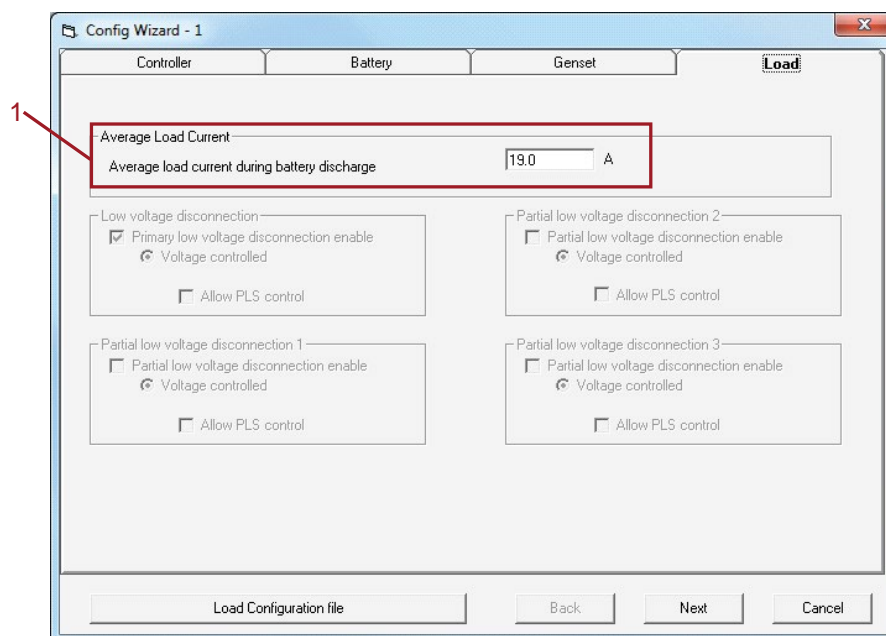 Config Wizard - 1
Controller Battery Genset Load
1
Average Load Current
Average load current during battery discharge 19.0 A
Low voltage disconnection
Primary low voltage disconnection enable
Voltage controlled
Allow PLS control
Partial low voltage disconnection 2
Partial low voltage disconnection enable
Voltage controlled
Allow PLS control
Partial low voltage disconnection 1
Partial low voltage disconnection enable
Voltage controlled
Allow PLS control
Partial low voltage disconnection 3
Partial low voltage disconnection enable
Voltage controlled
Allow PLS control
Load Configuration file Back Next Cancel